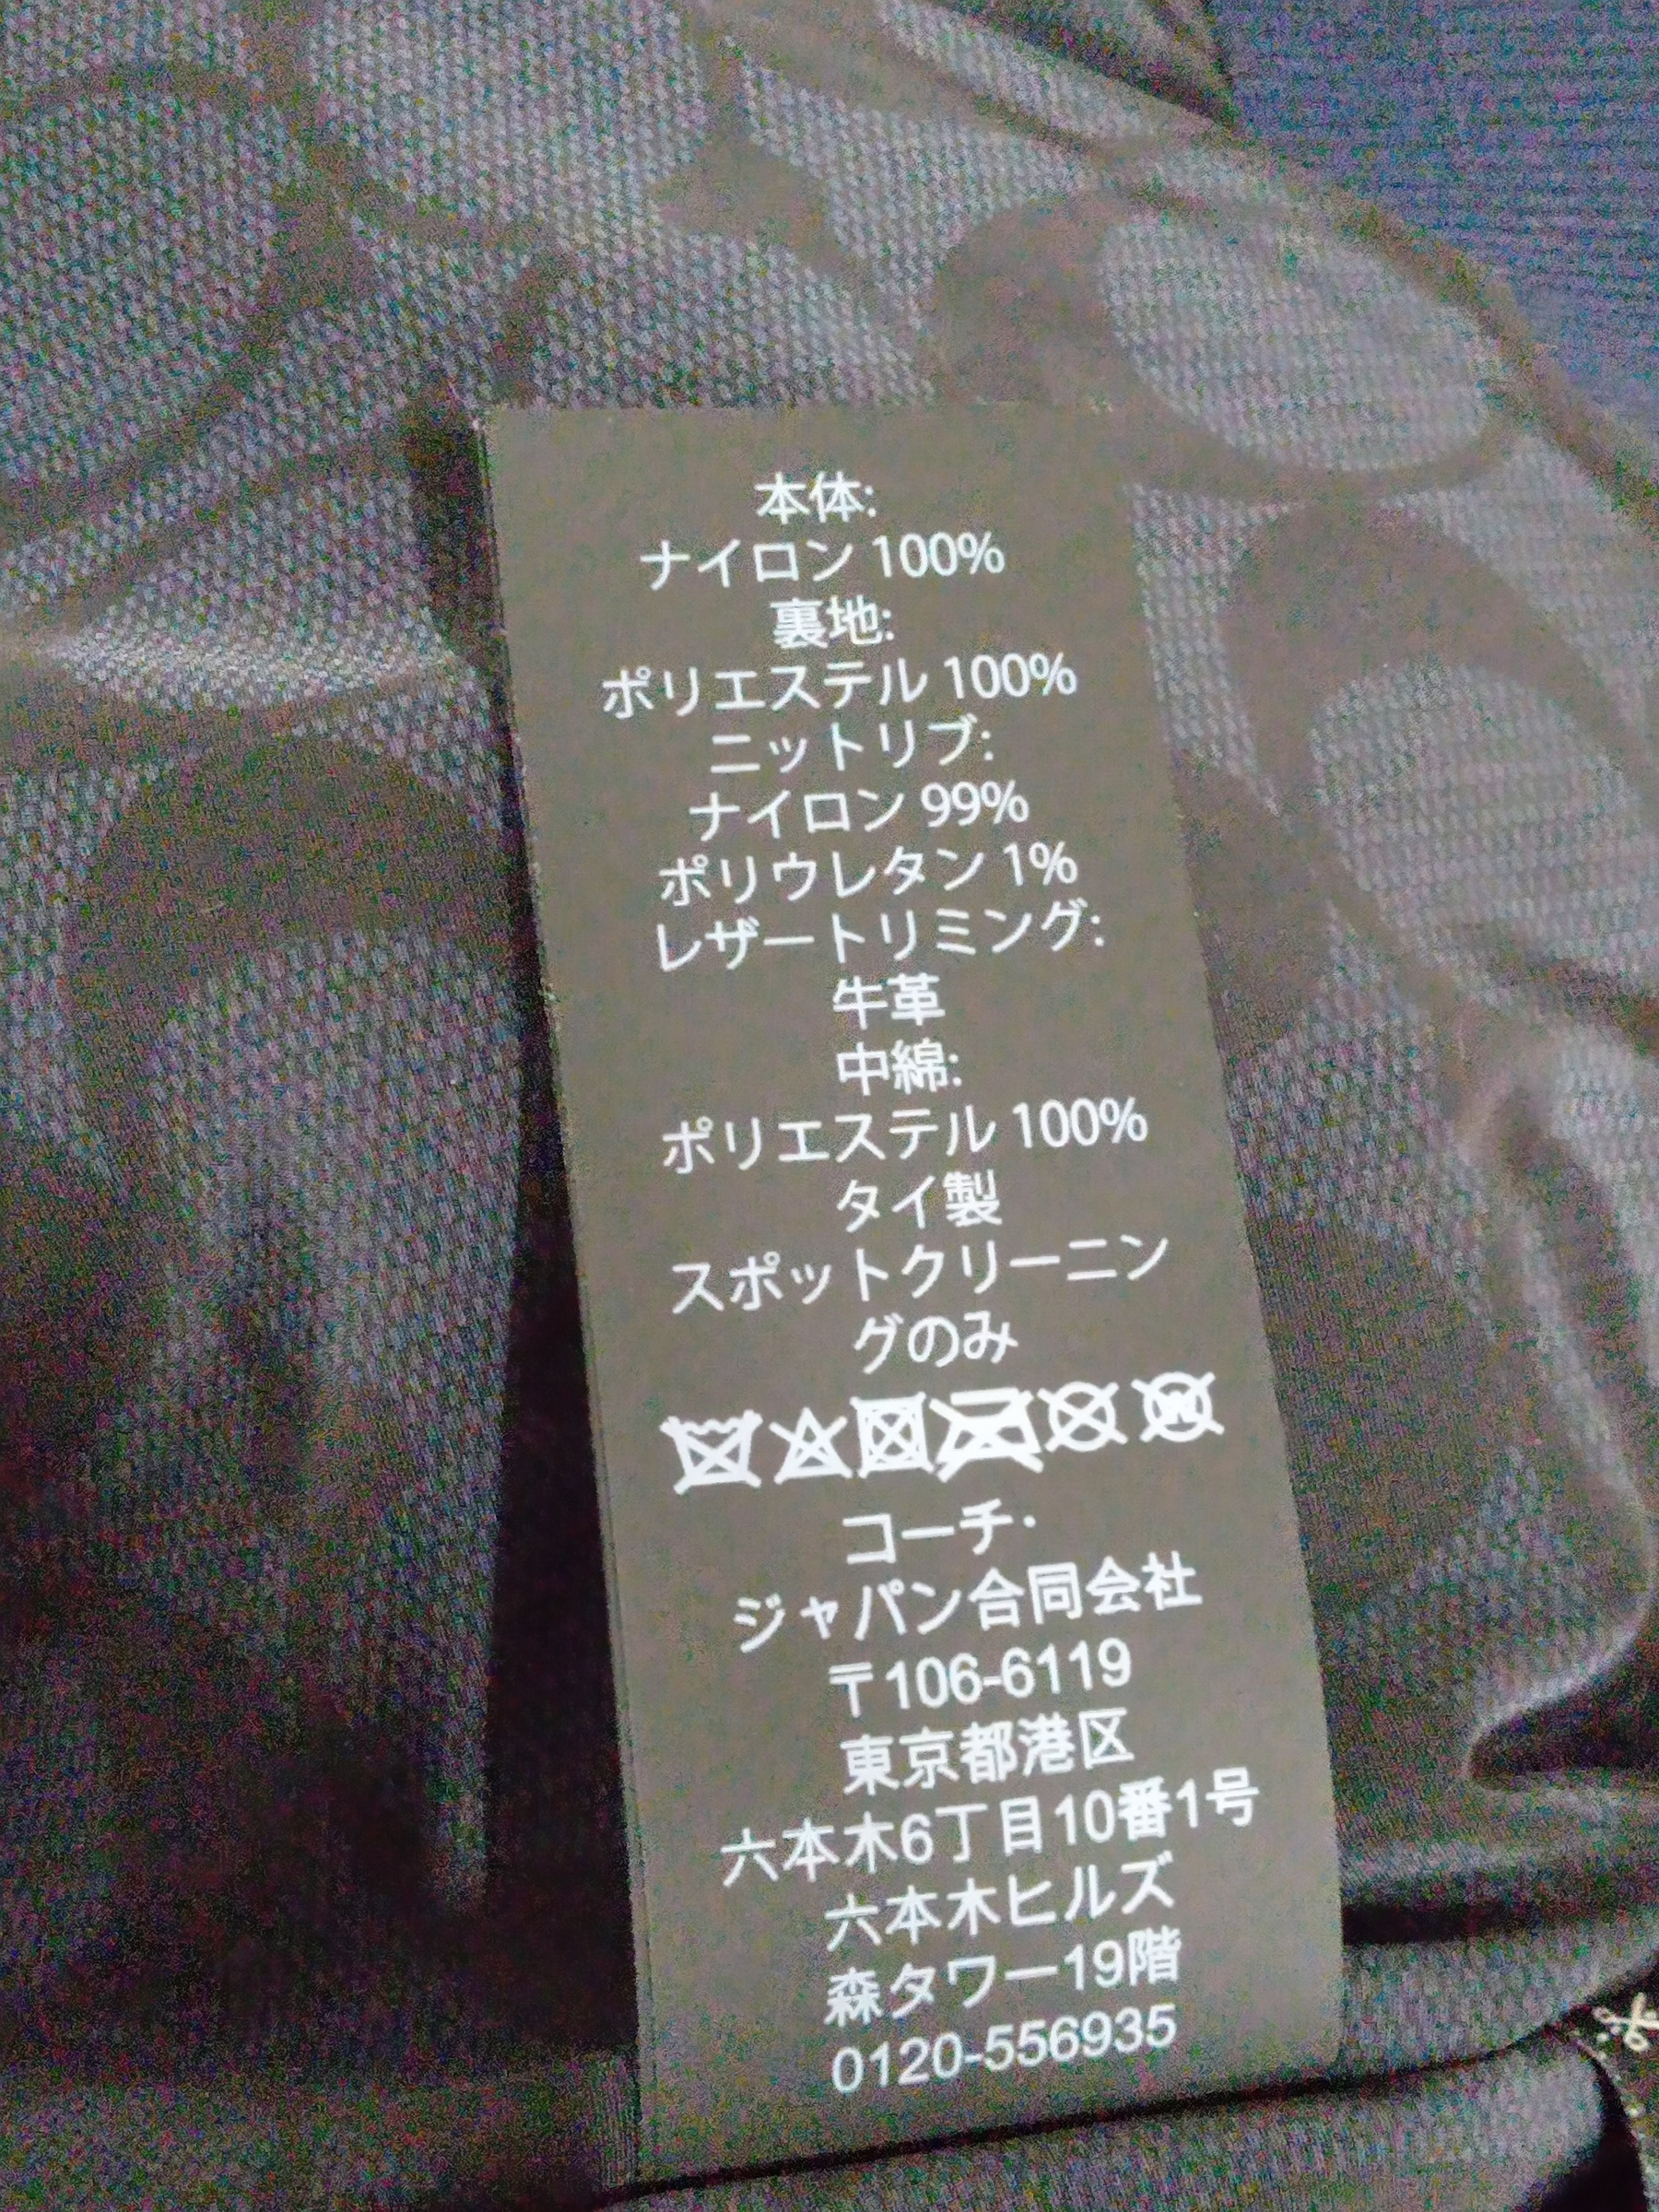 本体:
ナイロン 100%
裏地:
ポリエステル 100%
ニットリブ:
ナイロン 99%
ポリウレタン 1%
レザートリミング:
牛革
中綿:
ポリエステル 100%
タイ製
スポットクリーニン
グのみ
コーチ·
ジャパン合同会社
〒106-6119
東京都港区
六本木6丁目10番1号
六本木ヒルズ
森タワー19階
0120-556935